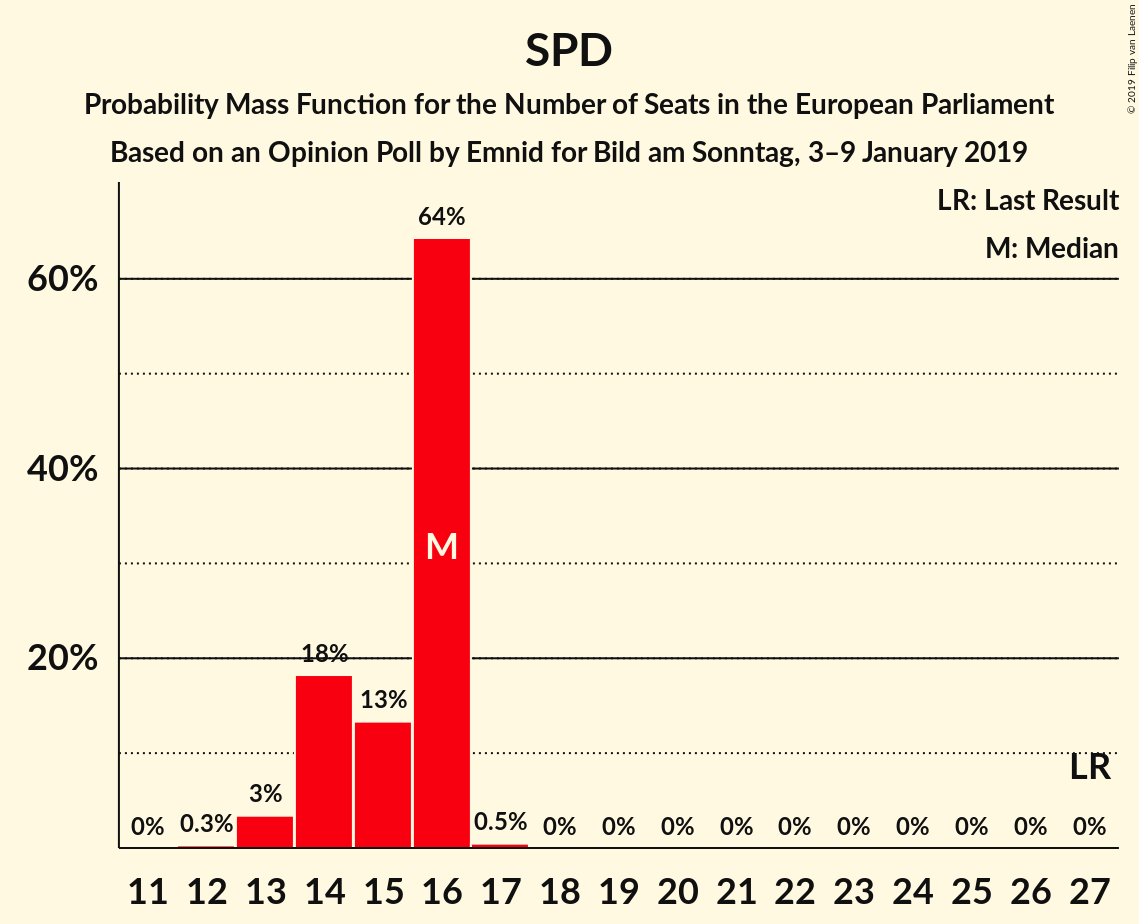 SPD
Probability Mass Function for the Number of Seats in the European Parliament
Based on an Opinion Poll by Emnid for Bild am Sonntag, 3–9 January 2019
© 2019 Filip van Laenen
LR: Last Result
M: Median
60%
40%
20%
0%
0.3%
3%
18%
13%
64%
M
0.5%
0%
0%
0%
0%
0%
0%
0%
0%
0%
0%
LR
11 12 13 14 15 16 17 18 19 20 21 22 23 24 25 26 27